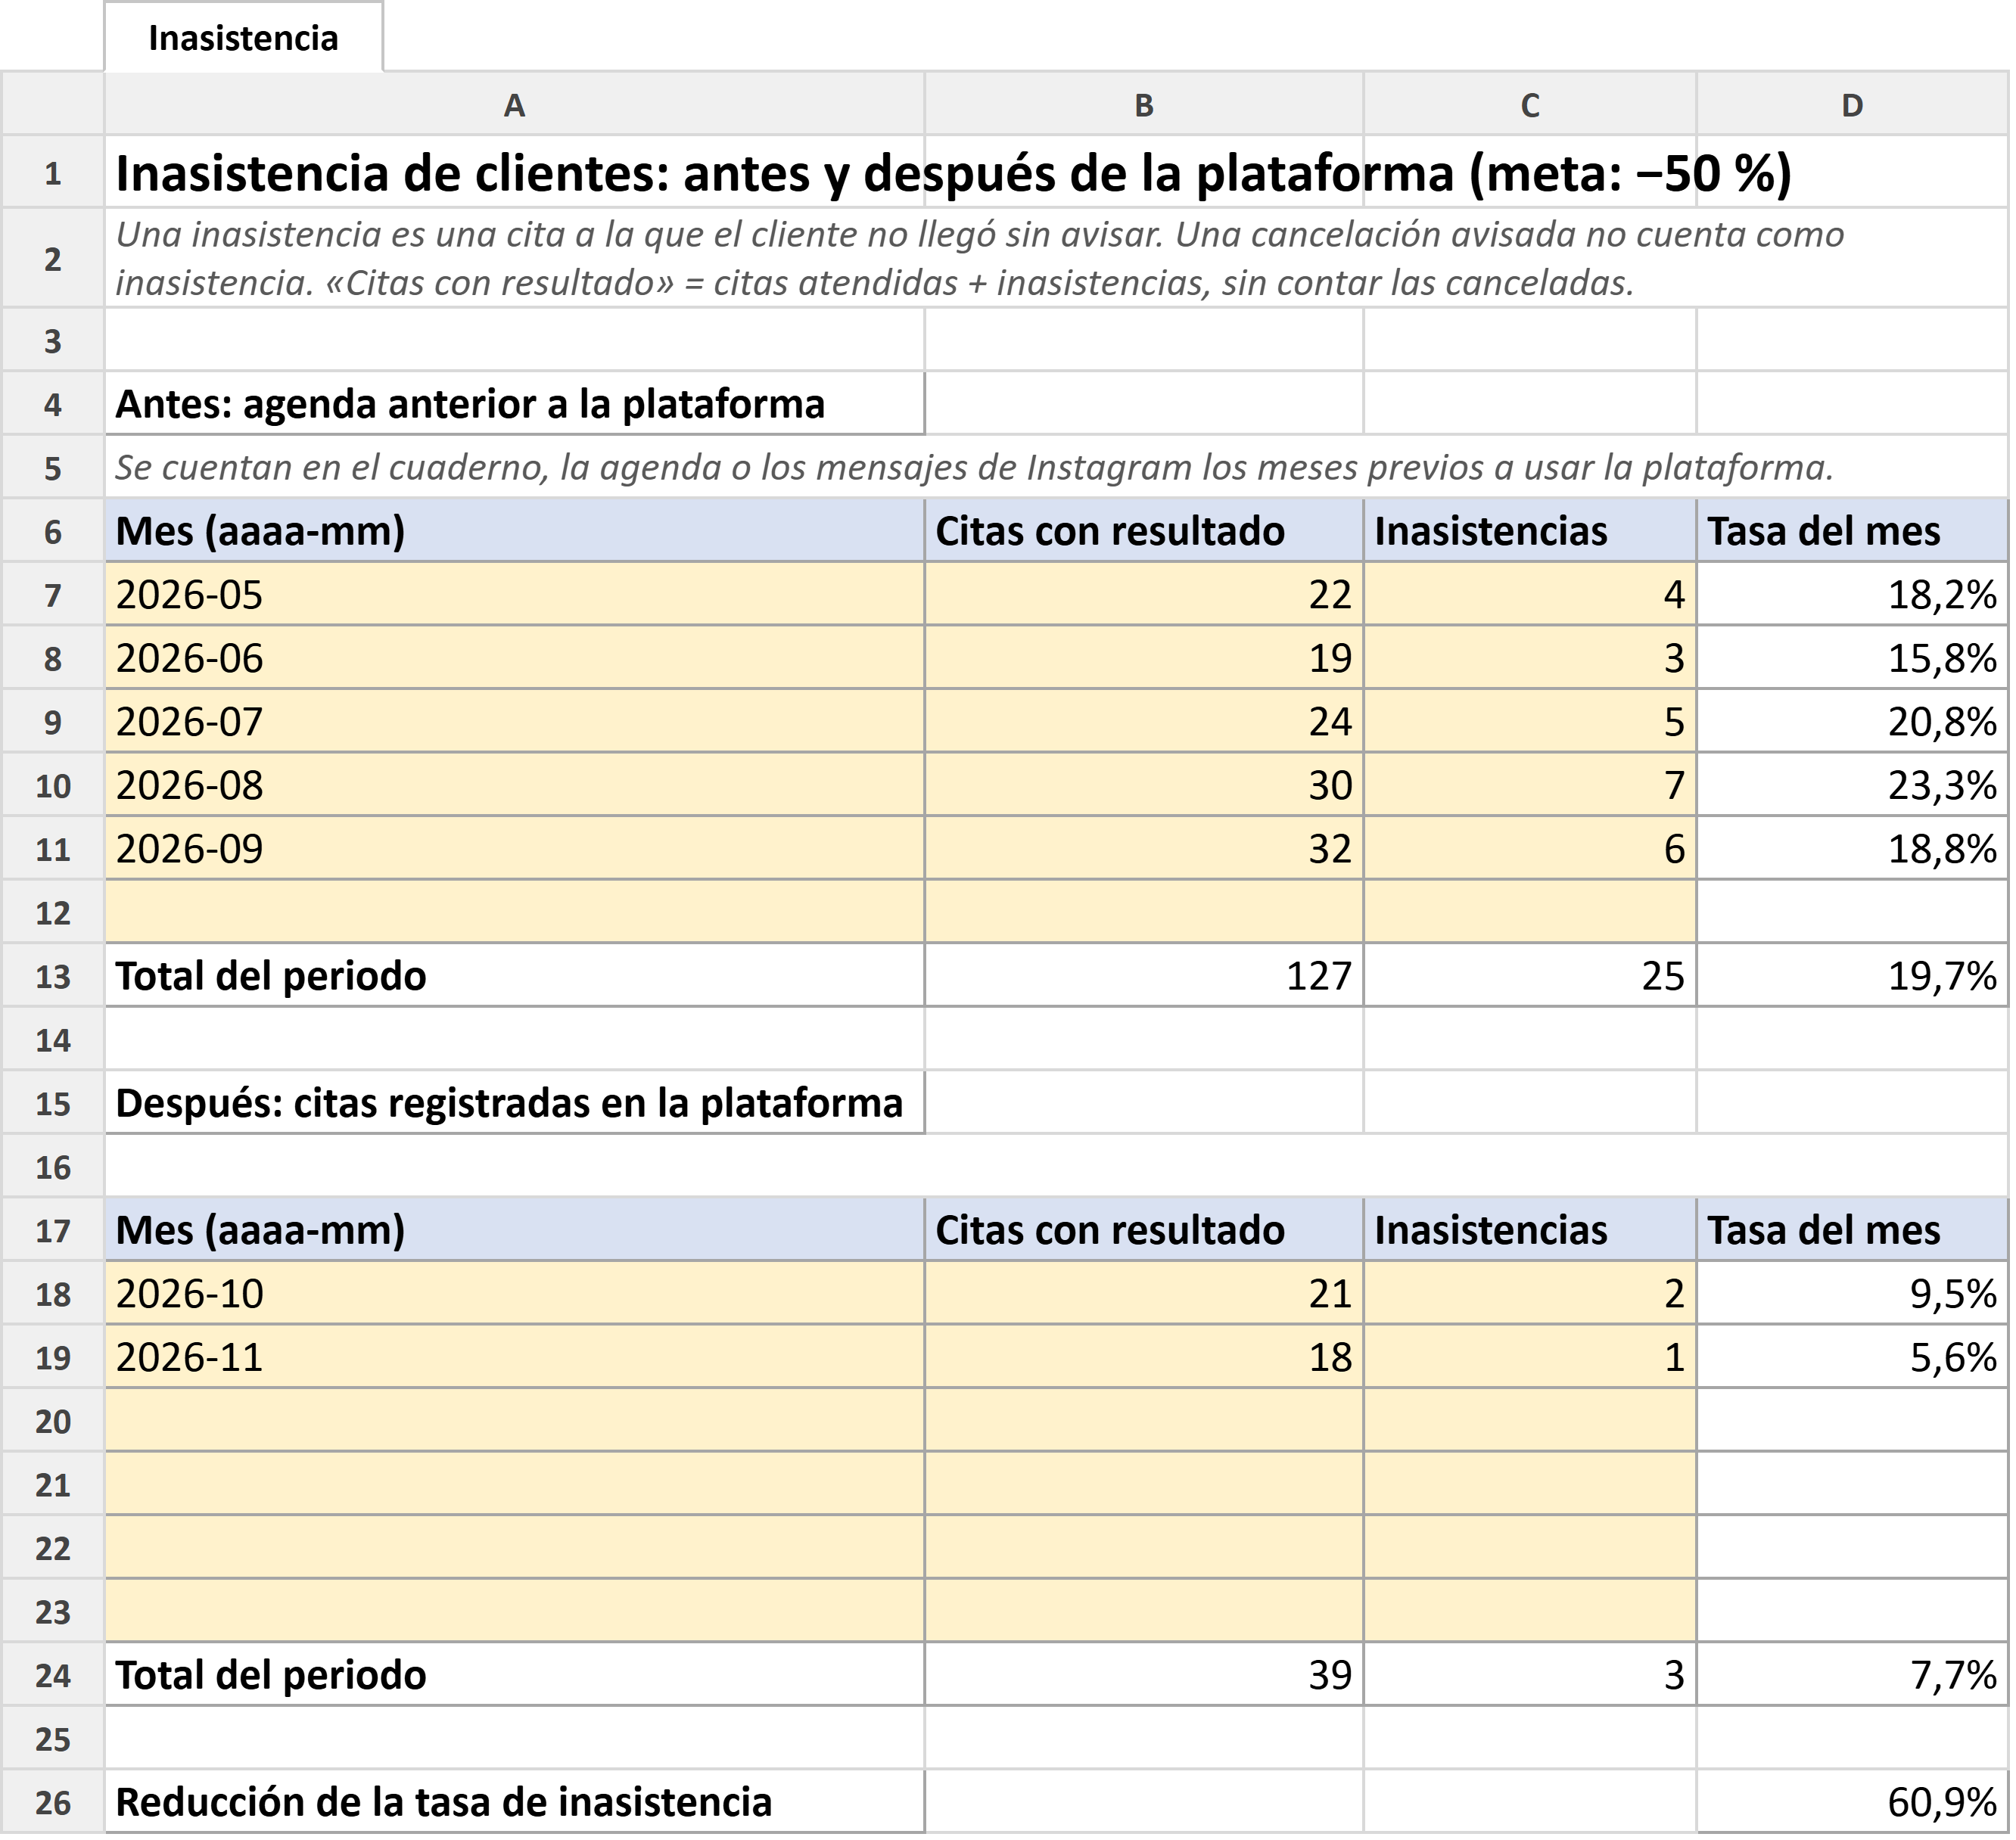 Inasistencia
A B C D
1 Inasistencia de clientes: antes y después de la plataforma (meta: −50 %)
2 Una inasistencia es una cita a la que el cliente no llegó sin avisar. Una cancelación avisada no cuenta como
inasistencia. «Citas con resultado» = citas atendidas + inasistencias, sin contar las canceladas.
3
4 Antes: agenda anterior a la plataforma
5 Se cuentan en el cuaderno, la agenda o los mensajes de Instagram los meses previos a usar la plataforma.
6 Mes (aaaa-mm) Citas con resultado Inasistencias Tasa del mes
7 2026-05 22 4 18,2%
8 2026-06 19 3 15,8%
9 2026-07 24 5 20,8%
10 2026-08 30 7 23,3%
11 2026-09 32 6 18,8%
12
13 Total del periodo 127 25 19,7%
14
15 Después: citas registradas en la plataforma
16
17 Mes (aaaa-mm) Citas con resultado Inasistencias Tasa del mes
18 2026-10 21 2 9,5%
19 2026-11 18 1 5,6%
20
21
22
23
24 Total del periodo 39 3 7,7%
25
26 Reducción de la tasa de inasistencia 60,9%